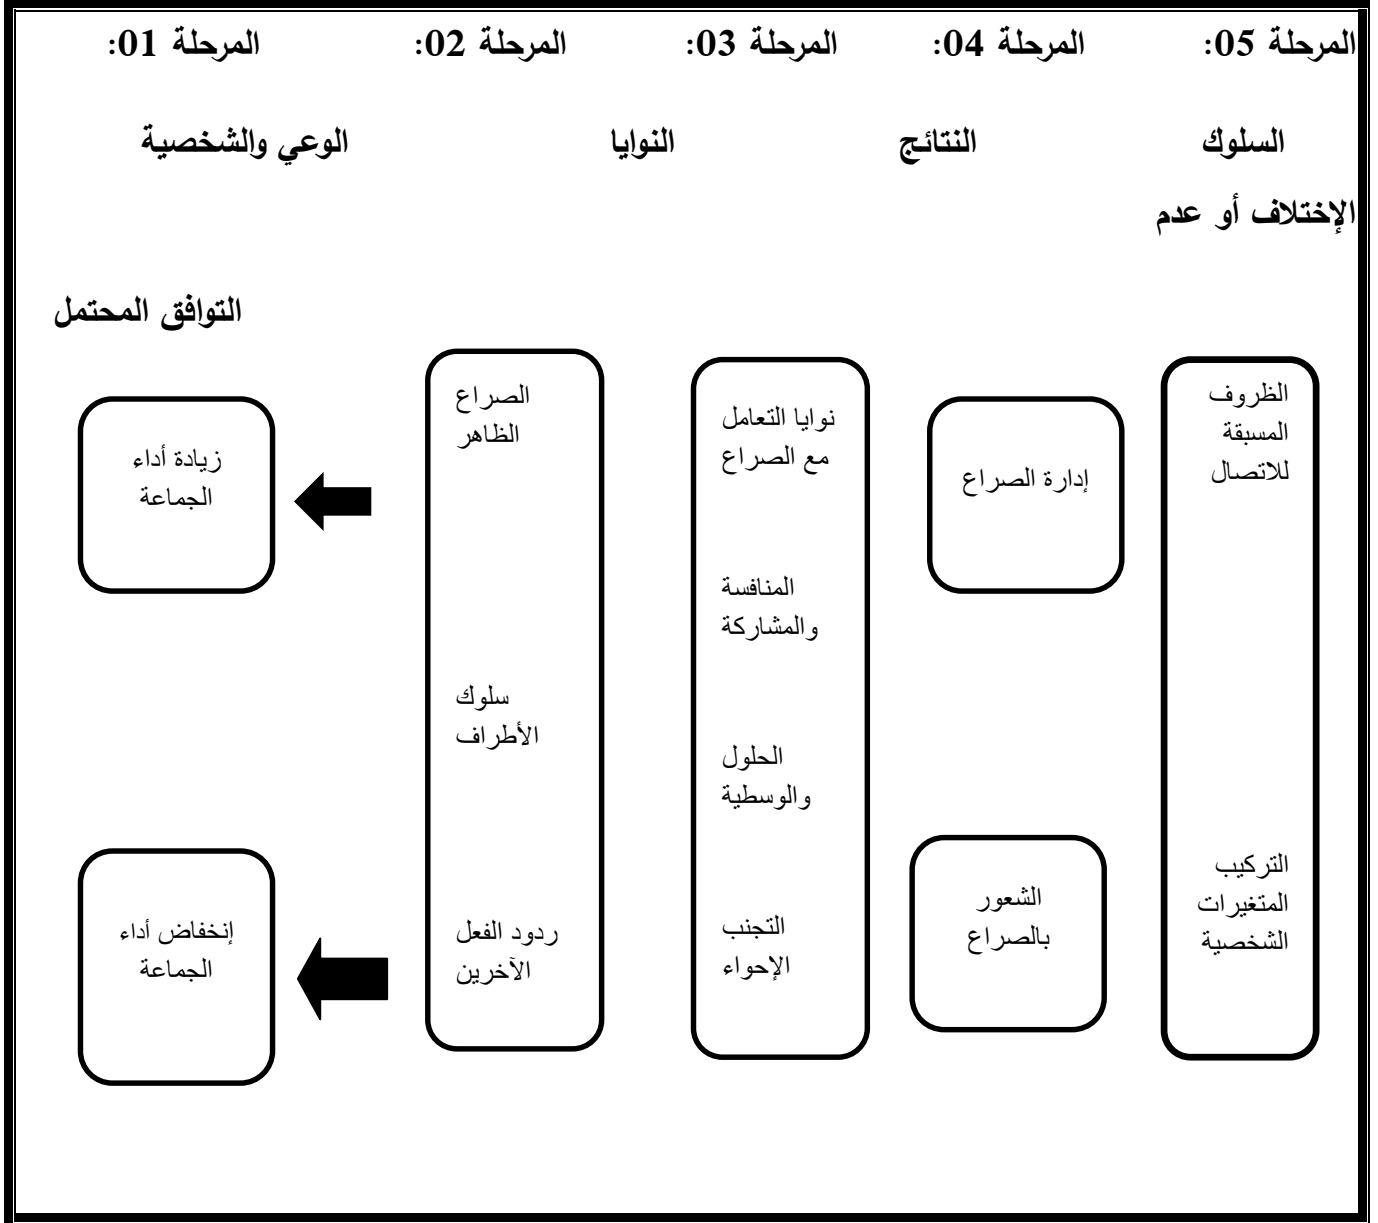 المرحلة 05: المرحلة 04: المرحلة 03: المرحلة 02: المرحلة 01:
السلوك النتائج النوايا الوعي والشخصية
الإختلاف أو عدم
التوافق المحتمل
الظروف
المسبقة
للاتصال
التركيب
المتغيرات
الشخصية
إدارة الصراع
الشعور
بالصراع
نوايا التعامل
مع الصراع
المنافسة
والمشاركة
الحلول
والوسطية
التجنب
الإحواء
الصراع
الظاهر
سلوك
الأطراف
ردود الفعل
الآخرين
زيادة أداء
الجماعة
إنخفاض أداء
الجماعة